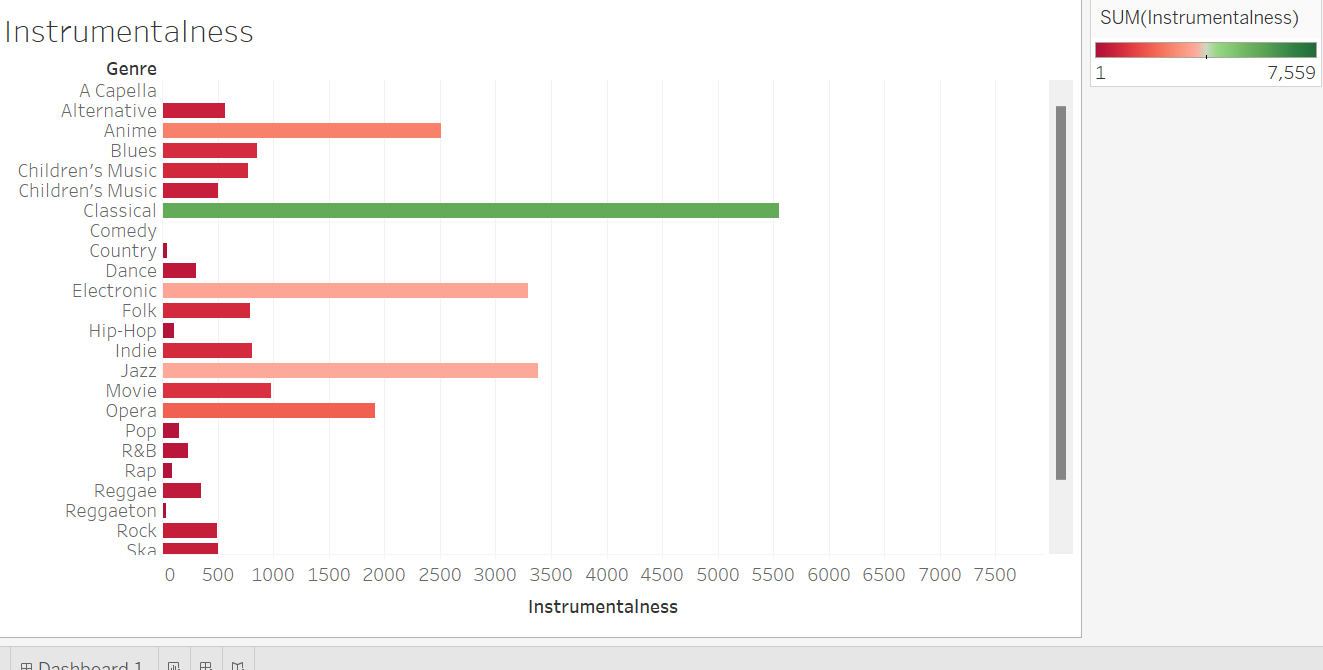 Instrumentalness
Genre
A Capella
Alternative
Anime
Blues
Children's Music
Children’s Music
Classical
Comedy
Country
Dance
Electronic
Folk
Hip-Hop
Indie
Jazz
Movie
Opera
Pop
R&B
Rap
Reggae
Reggaeton
Rock
Ska
0 500 1000 1500 2000 2500 3000 3500 4000 4500 5000 5500 6000 6500 7000 7500
Instrumentalness
SUM(Instrumentalness)
1 7,559
Dashboard 1